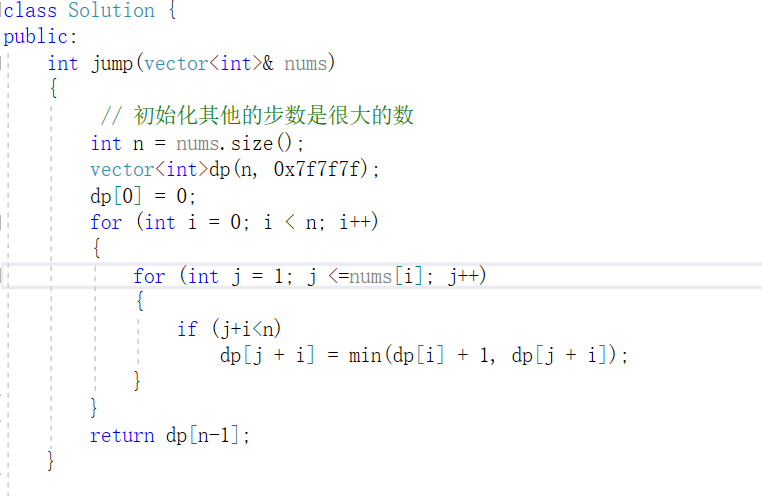 class Solution {
public:
    int jump(vector<int>& nums)
    {
         // 初始化其他的步数是很大的数
        int n = nums.size();
        vector<int>dp(n, 0x7f7f7f);
        dp[0] = 0;
        for (int i = 0; i < n; i++)
        {
            for (int j = 1; j <=nums[i]; j++)
            {
                if (j+i<n)
                    dp[j + i] = min(dp[i] + 1, dp[j + i]);
            }
        }
        return dp[n-1];
    }